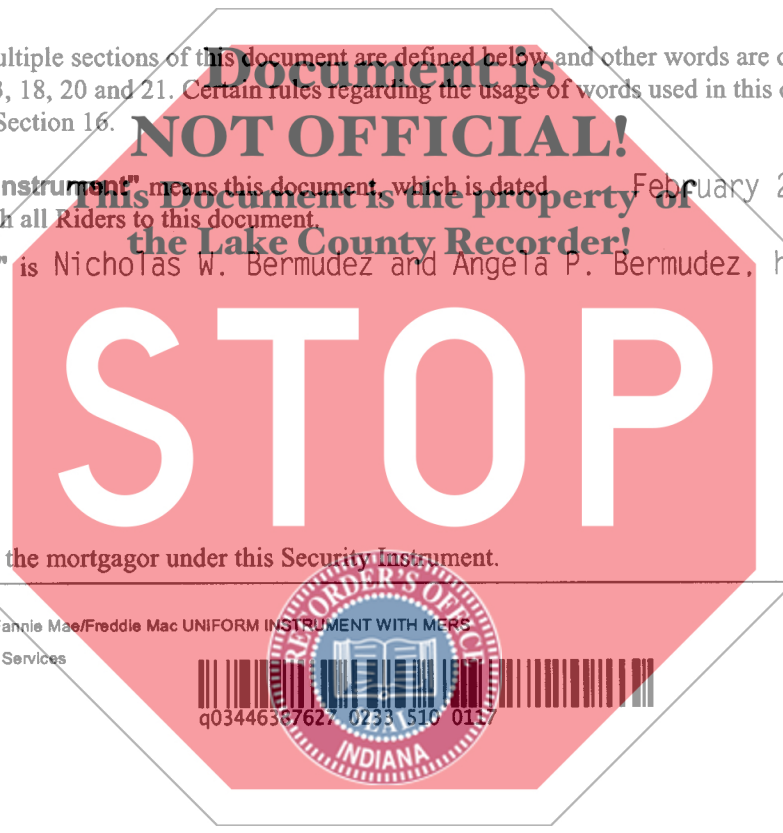 ultiple sections of this document are defined below and other words are
Document is
3, 18, 20 and 21. Certain rules regarding the usage of words used in this
Section 16.
NOT OFFICIAL!
nstrument" means this document, which is dated February 2
This Document is the property of
h all Riders to this document.
the Lake County Recorder!
" is Nicholas W. Bermudez and Angela P. Bermudez, h
STOP
the mortgagor under this Security Instrument.
RECORDER'S OFFICE
annie Mae/Freddie Mac UNIFORM INSTRUMENT WITH MERS
Services
q03446387627 0233 510 0117
SEAL
INDIANA